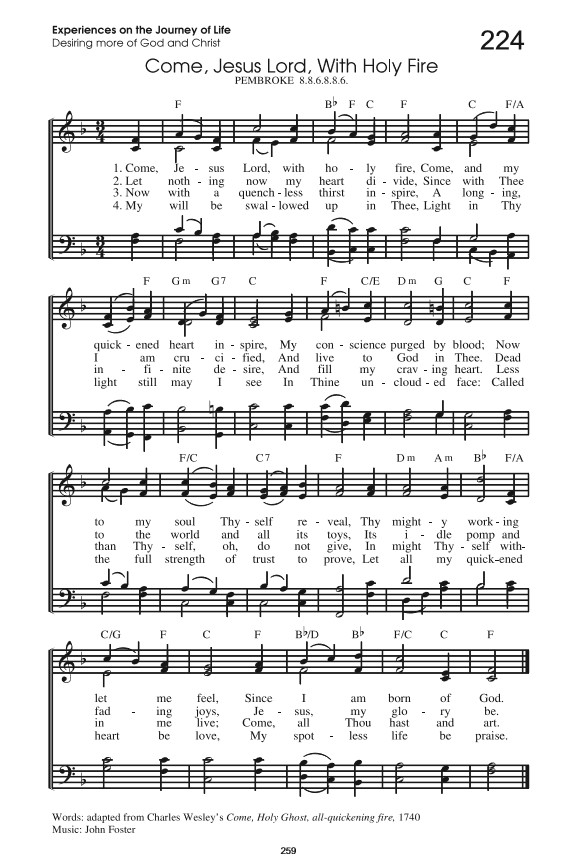 Experiences on the Journey of Life
Desiring more of God and Christ
224
Come, Jesus Lord, With Holy Fire
PEMBROKE 8.8.6.8.8.6.
F B♭ F C F C F/A
1. Come, Je - sus Lord, with ho - ly fire, Come, and my
2. Let noth - ing now my heart di - vide, Since with Thee
3. Now with a quench - less thirst in - spire, A long - ing,
4. My will be swal - lowed up in Thee, Light in Thy
F Gm G7 C F C/E Dm G C F
quick - ened heart in - spire, My con - science purged by blood; Now
I am cru - ci - fied, And live to God in Thee. Dead
in - fi - nite de - sire, And fill my crav - ing heart. Less
light still may I see In Thine un - cloud - ed face: Called
F/C C7 F Dm Am B♭ F/A
to my soul Thy - self re - veal, Thy might - y work - ing
to the world and all its toys, Its i - dle pomp and
than Thy - self, oh, do not give, In might Thy - self with-
the full strength of trust to prove, Let all my quick - ened
C/G F C F B♭/D B♭ F/C C F
let me feel, Since I am born of God.
fad - ing joys, Je - sus, my glo - ry be.
in me live; Come, all Thou hast and art.
heart be love, My spot - less life be praise.
Words: adapted from Charles Wesley's Come, Holy Ghost, all-quickening fire, 1740
Music: John Foster
259